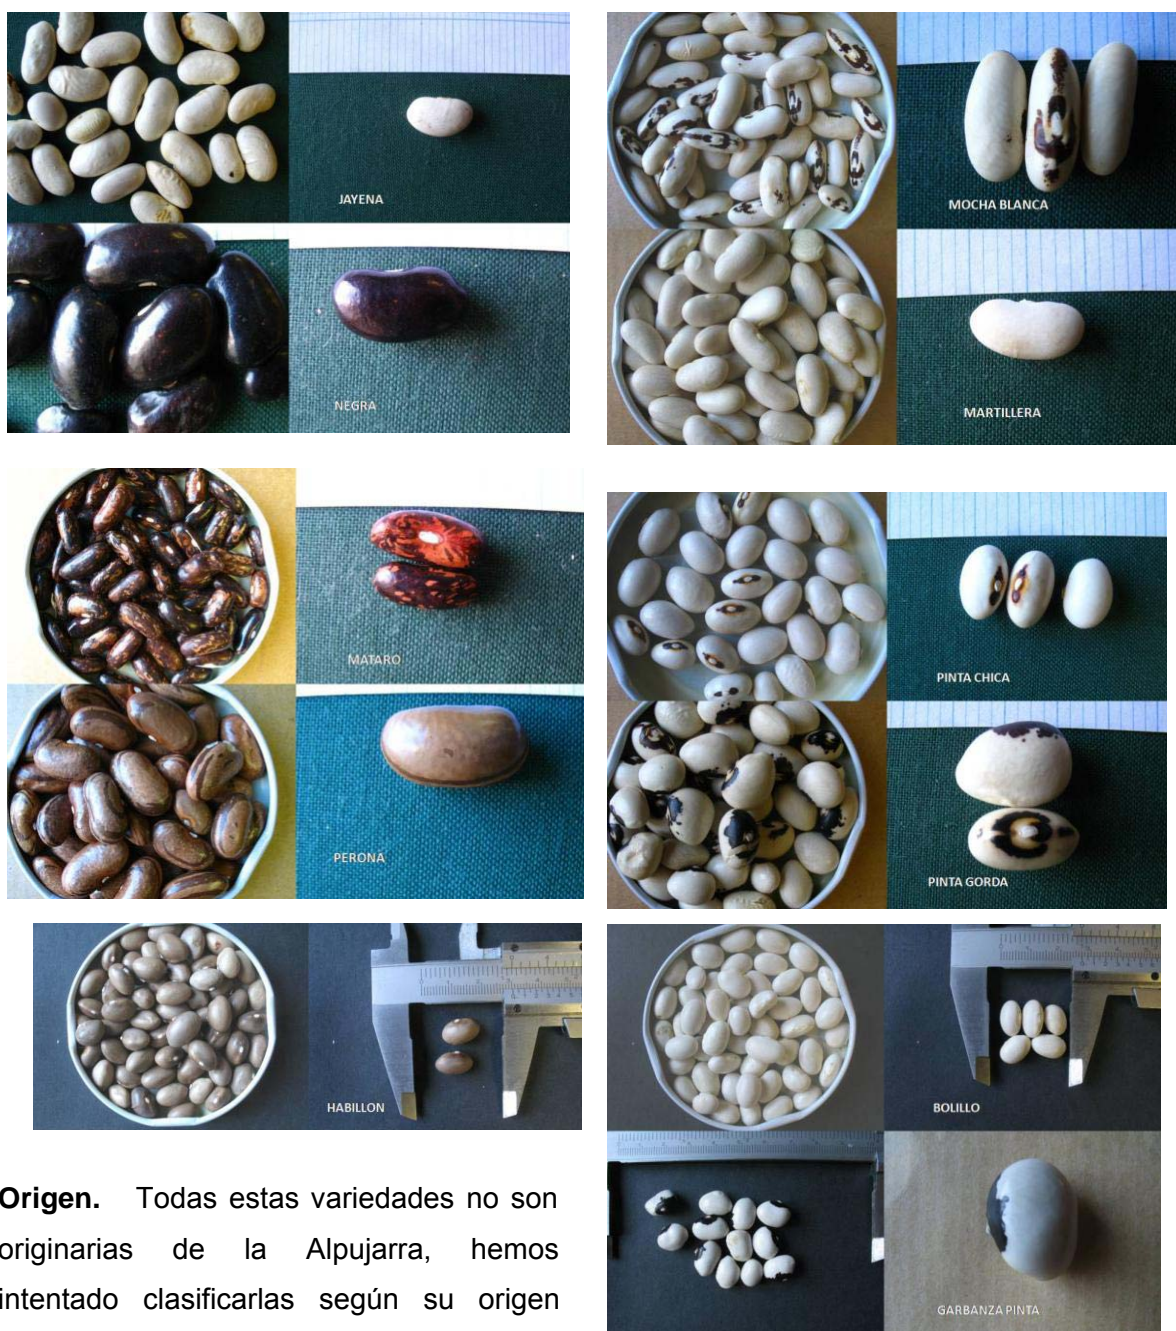 JAYENA
NEGRA
MOCHA BLANCA
MARTILLERA
MATARO
PERONA
PINTA CHICA
PINTA GORDA
HABILLON
BOLILLO
GARBANZA PINTA
Origen. Todas estas variedades no son
originarias de la Alpujarra, hemos
intentado clasificarlas según su origen